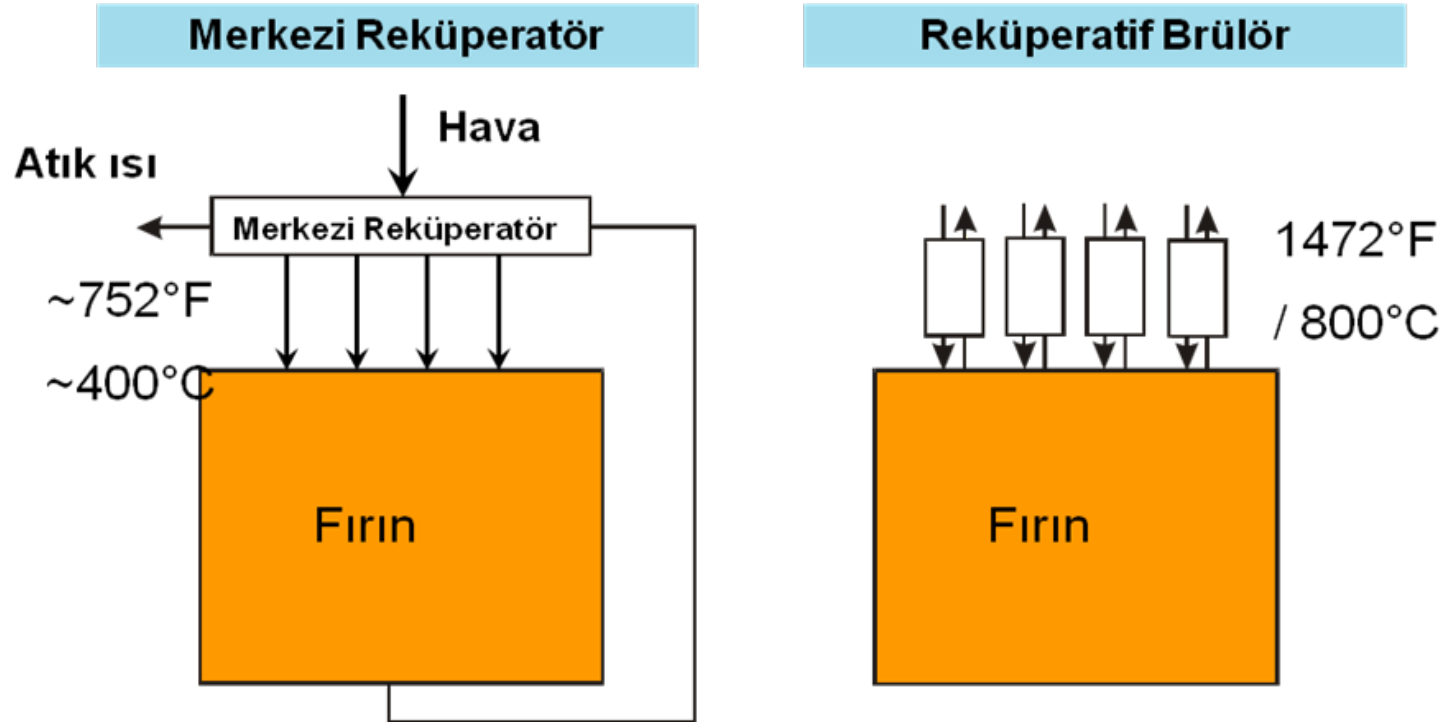 Merkezi Reküperatör
Hava
Atık ısı
Merkezi Reküperatör
~752°F
~400°C
Fırın
Reküperatif Brülör
1472°F
/ 800°C
Fırın